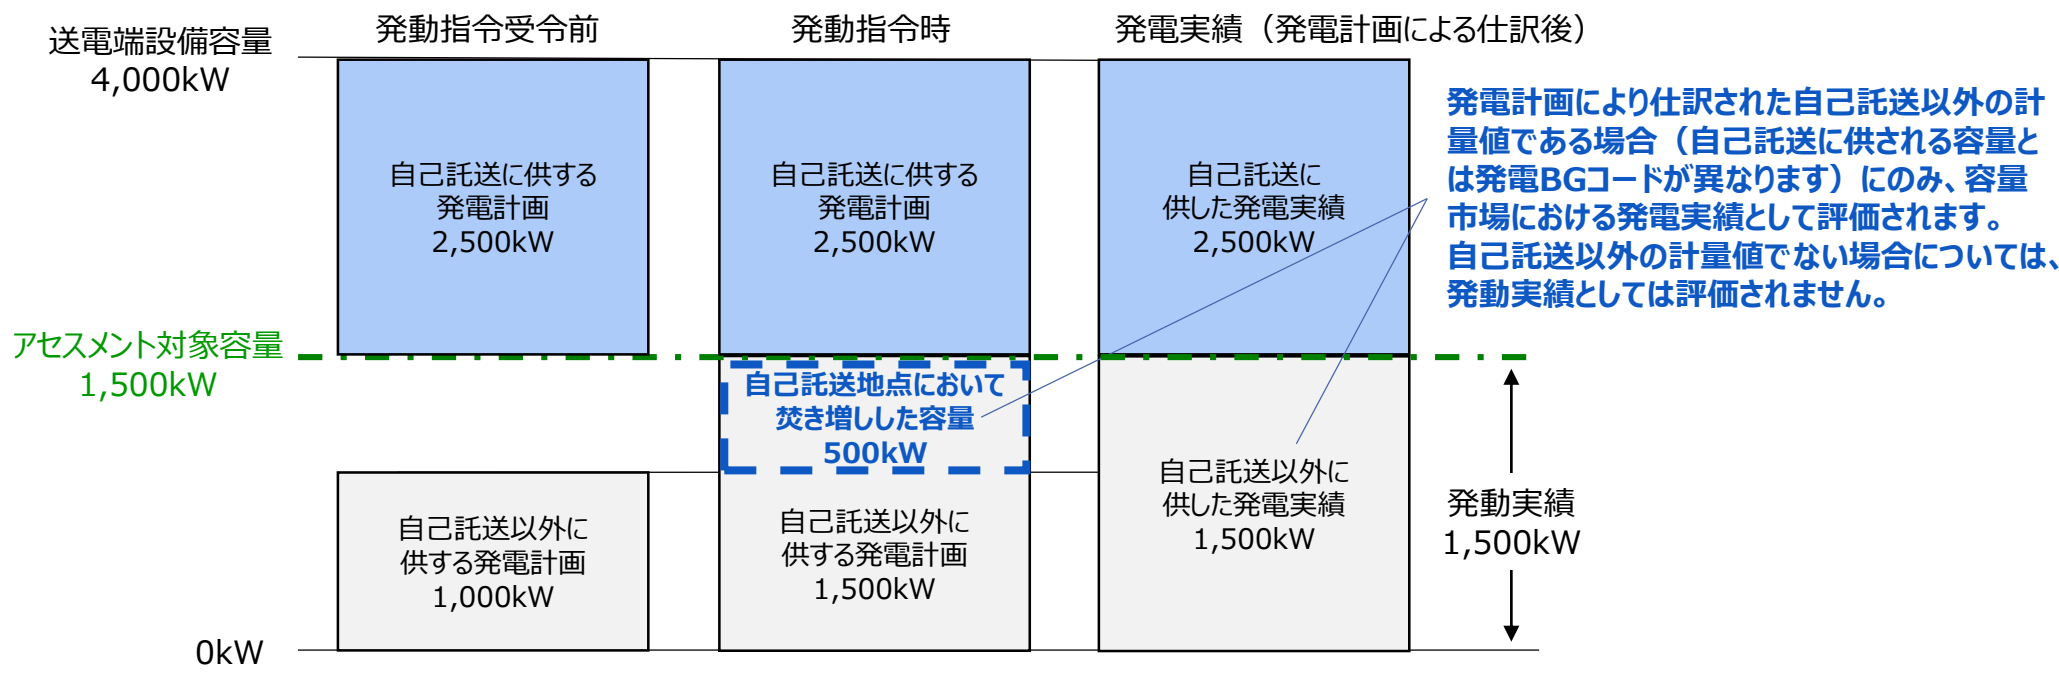 送電端設備容量
4,000kW
発動指令受令前
発動指令時
発電実績（発電計画による仕訳後）
自己託送に供する
発電計画
2,500kW
自己託送に供する
発電計画
2,500kW
自己託送に
供した発電実績
2,500kW
発電計画により仕訳された自己託送以外の計
量値である場合（自己託送に供される容量と
は発電BGコードが異なります）にのみ、容量
市場における発電実績として評価されます。
自己託送以外の計量値でない場合については、
発動実績としては評価されません。
アセスメント対象容量
1,500kW
自己託送地点において
焚き増しした容量
500kW
自己託送以外に
供する発電計画
1,000kW
自己託送以外に
供する発電計画
1,500kW
自己託送以外に
供した発電実績
1,500kW
発動実績
1,500kW
0kW